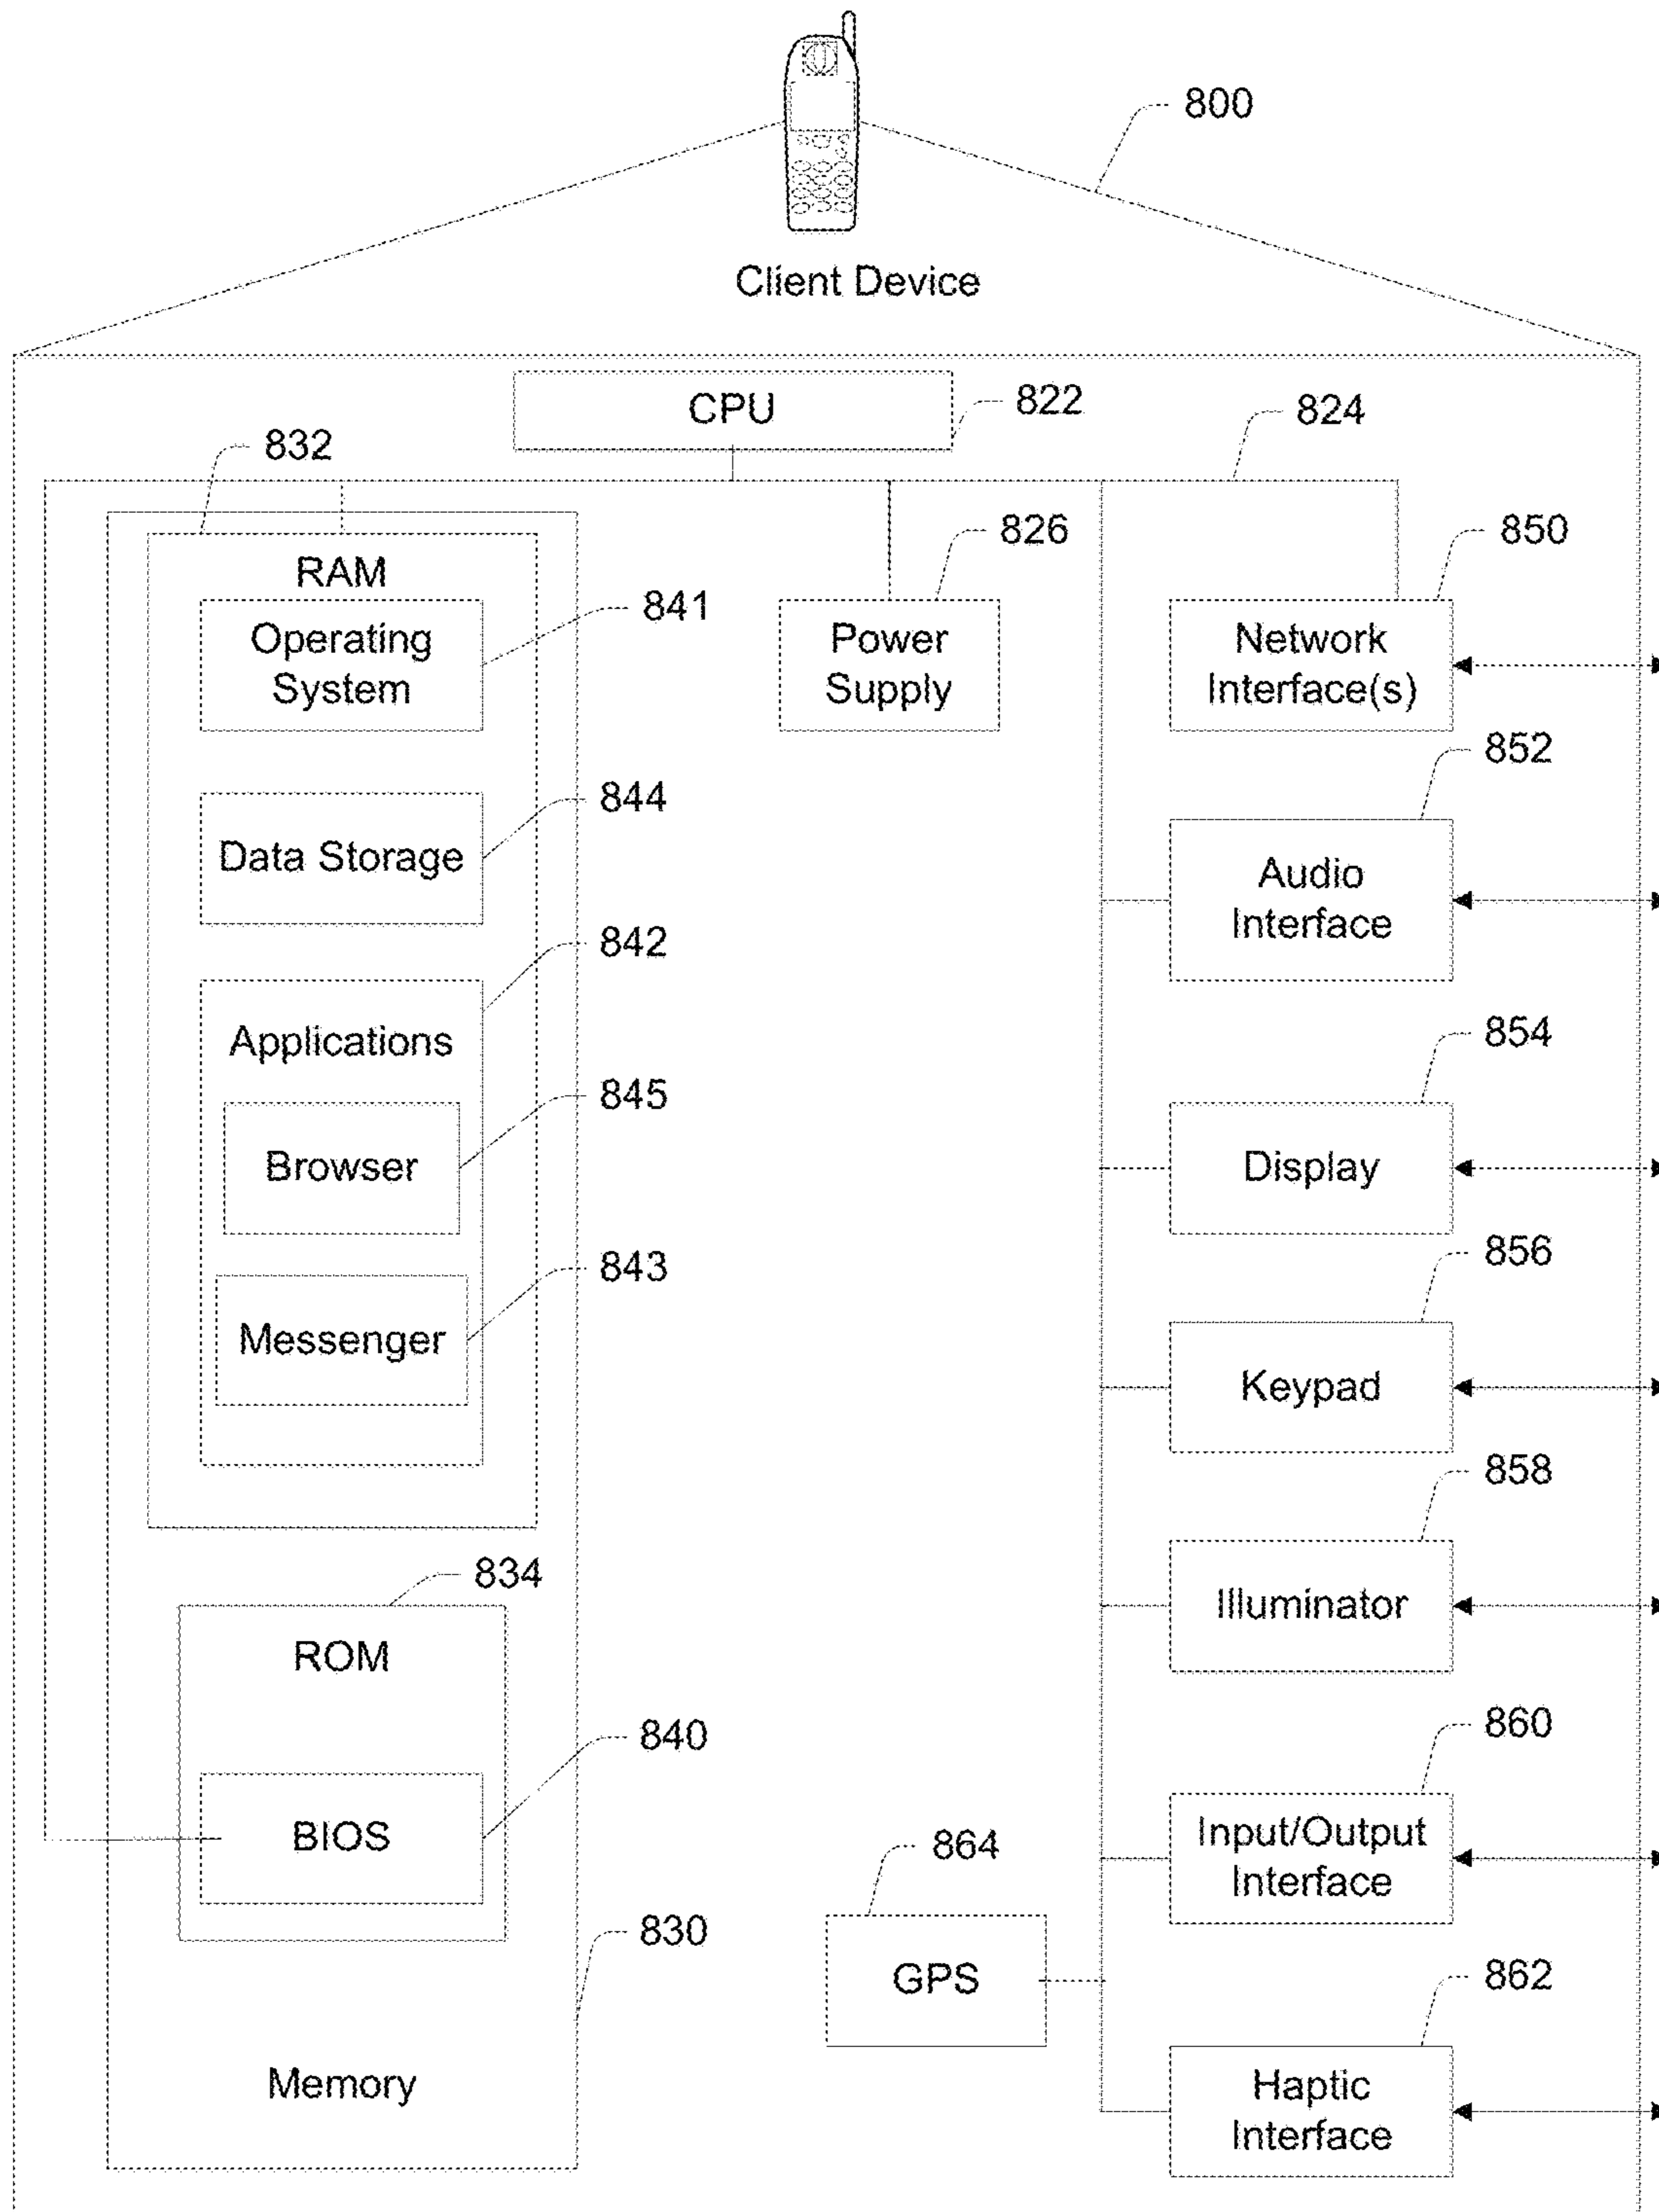 800
Client Device
CPU
822
824
832
RAM
826
850
Operating
System
841
Power
Supply
Network
Interface(s)
852
Data Storage
844
Audio
Interface
842
Applications
854
845
Browser
Display
856
843
Messenger
Keypad
858
834
ROM
Illuminator
860
840
BIOS
Input/Output
Interface
864
GPS
830
862
Memory
Haptic
Interface